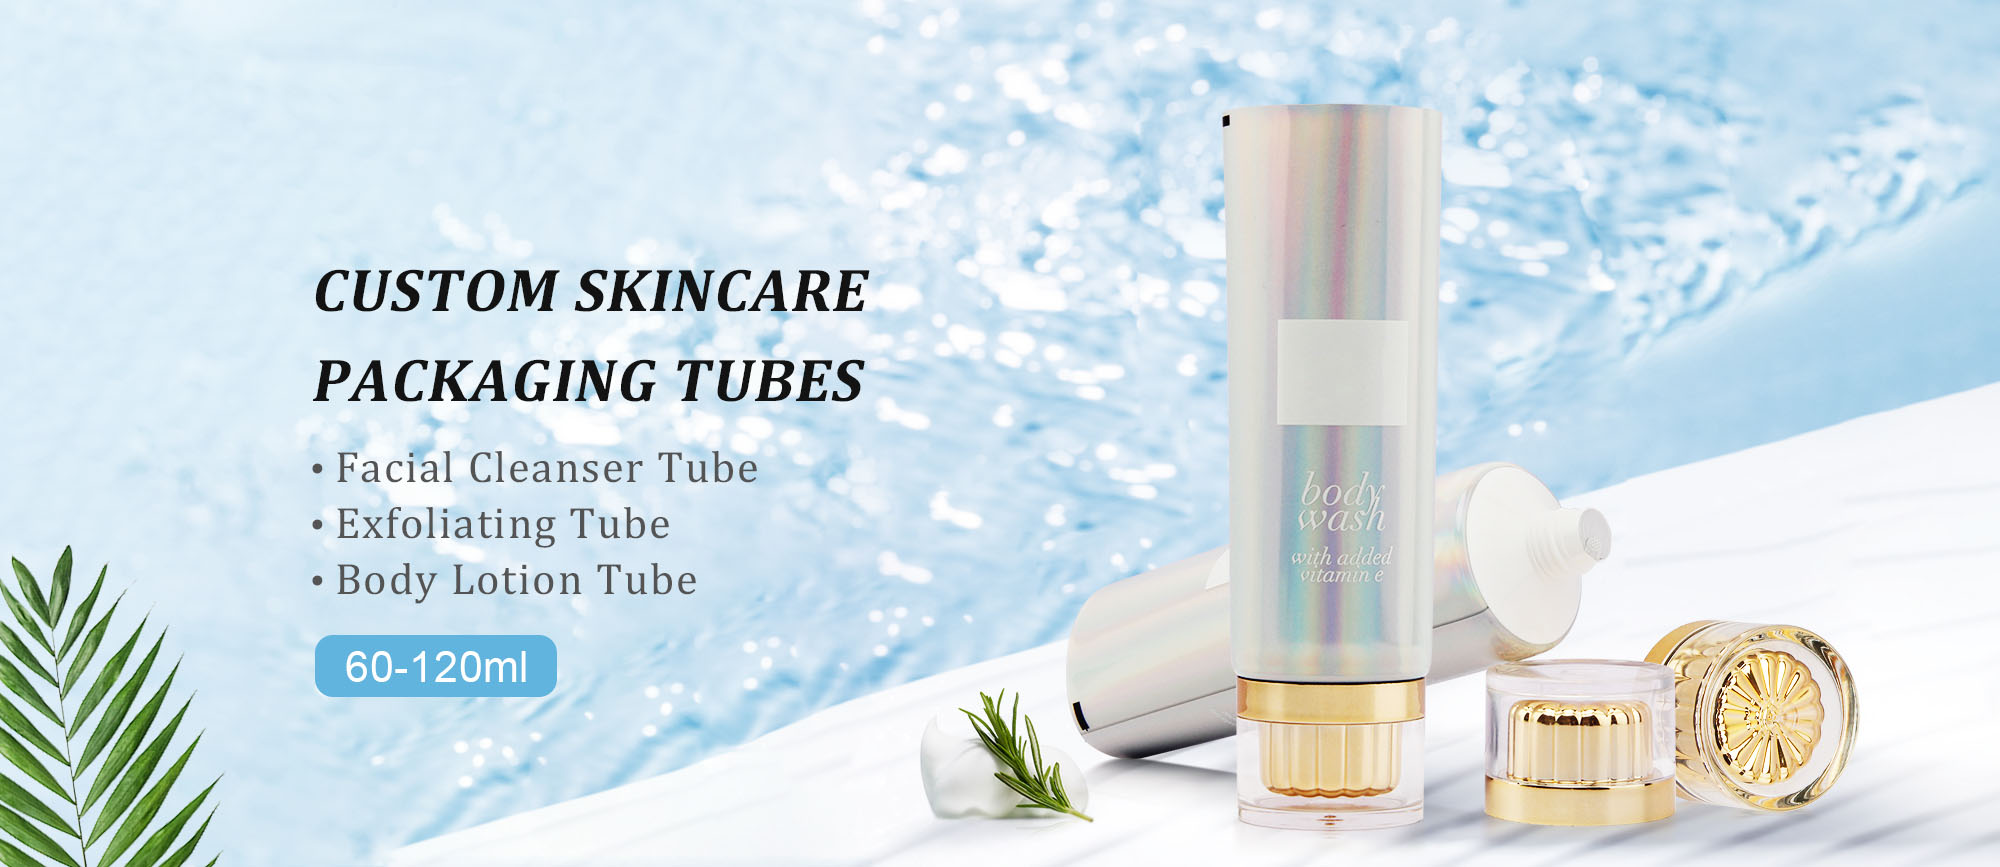 CUSTOM SKINCARE
PACKAGING TUBES
• Facial Cleanser Tube
• Exfoliating Tube
• Body Lotion Tube
60-120ml
body
wash
with added
vitamin e